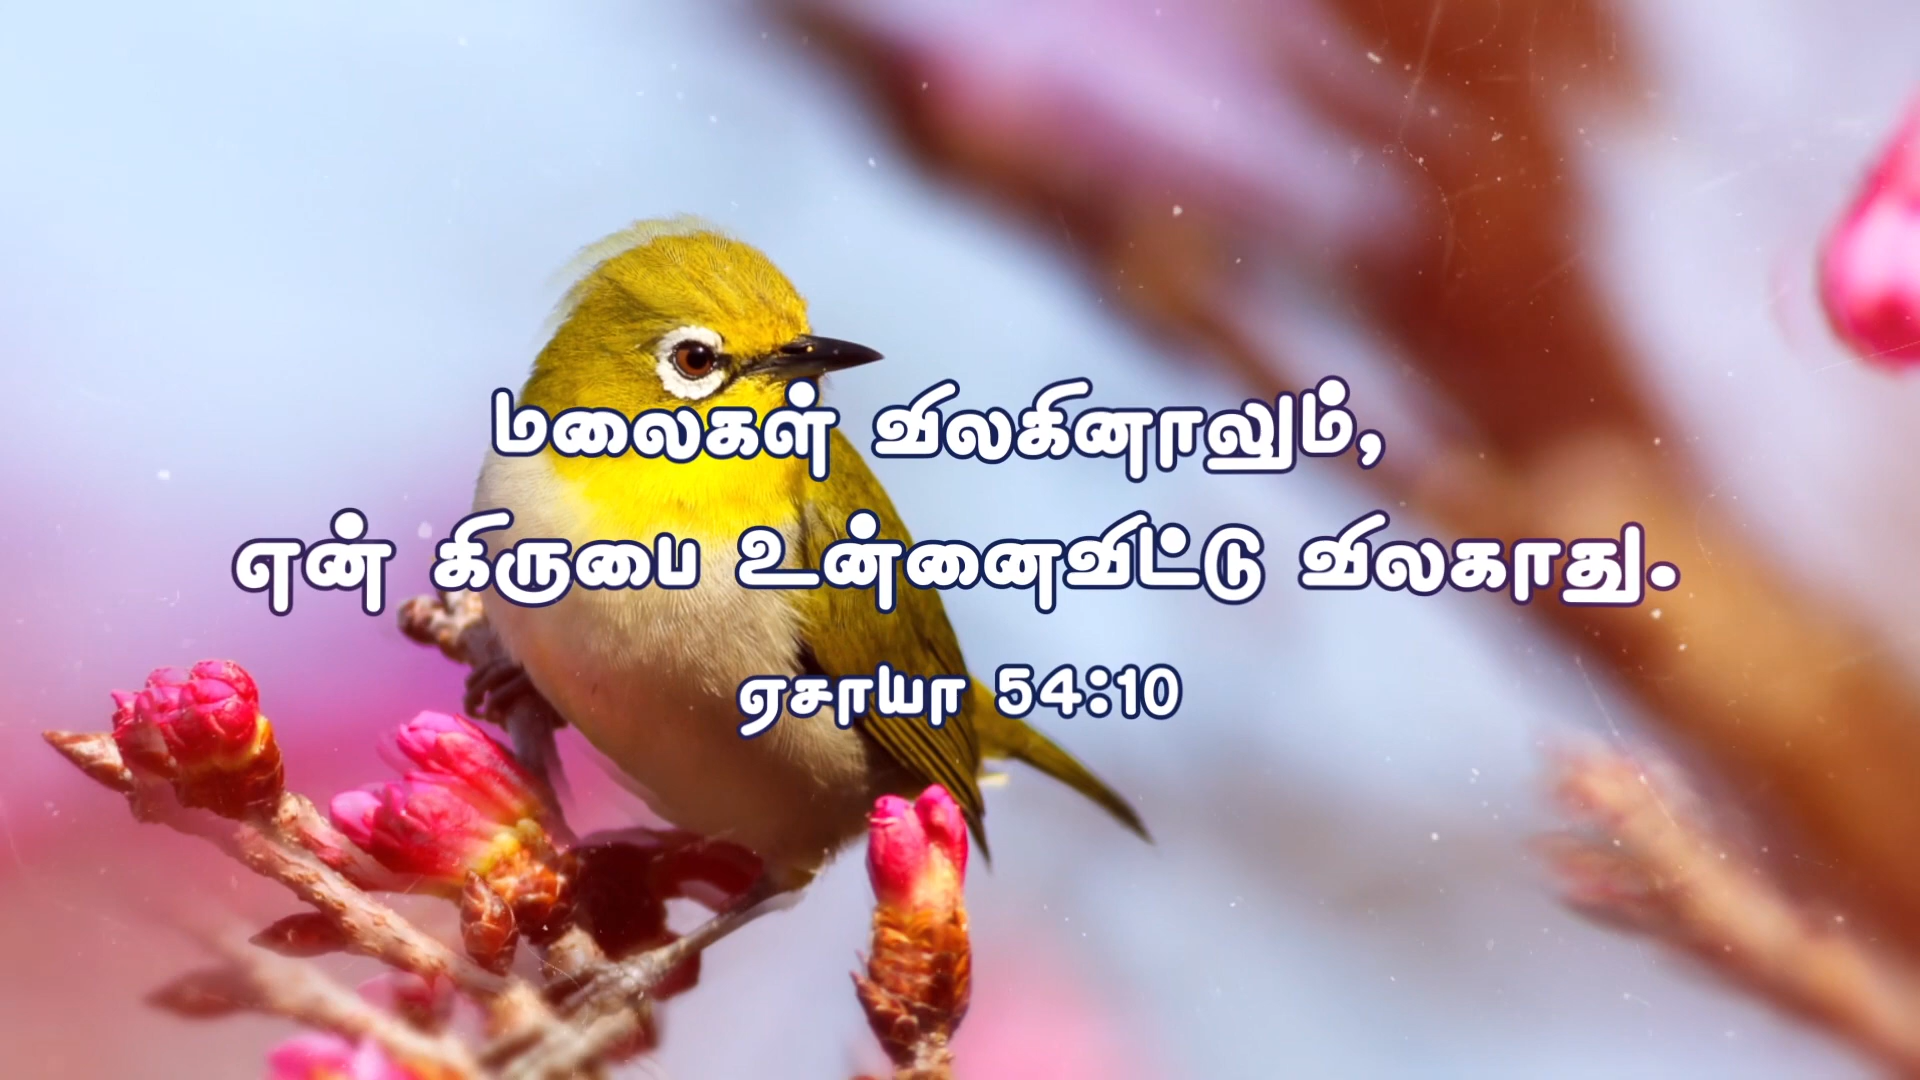 மலைகள் விலகினாலும்,
என் கிருபை உன்னைவிட்டு விலகாது.
ஏசாயா 54:10